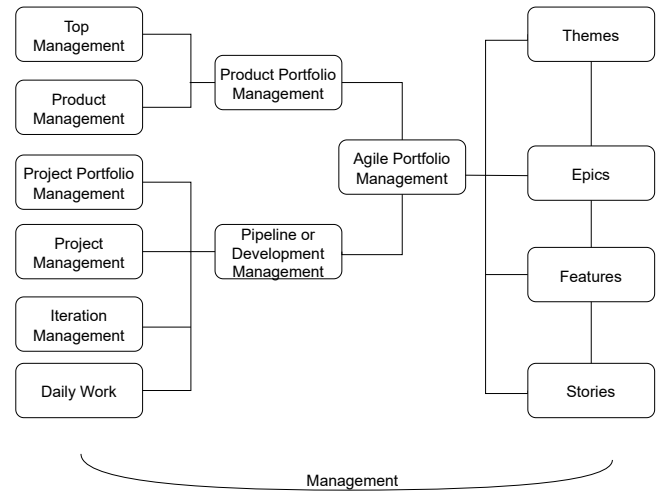 Top
Management
Product
Management
Project Portfolio
Management
Project
Management
Iteration
Management
Daily Work
Product Portfolio
Management
Pipeline or
Development
Management
Agile Portfolio
Management
Themes
Epics
Features
Stories
Management